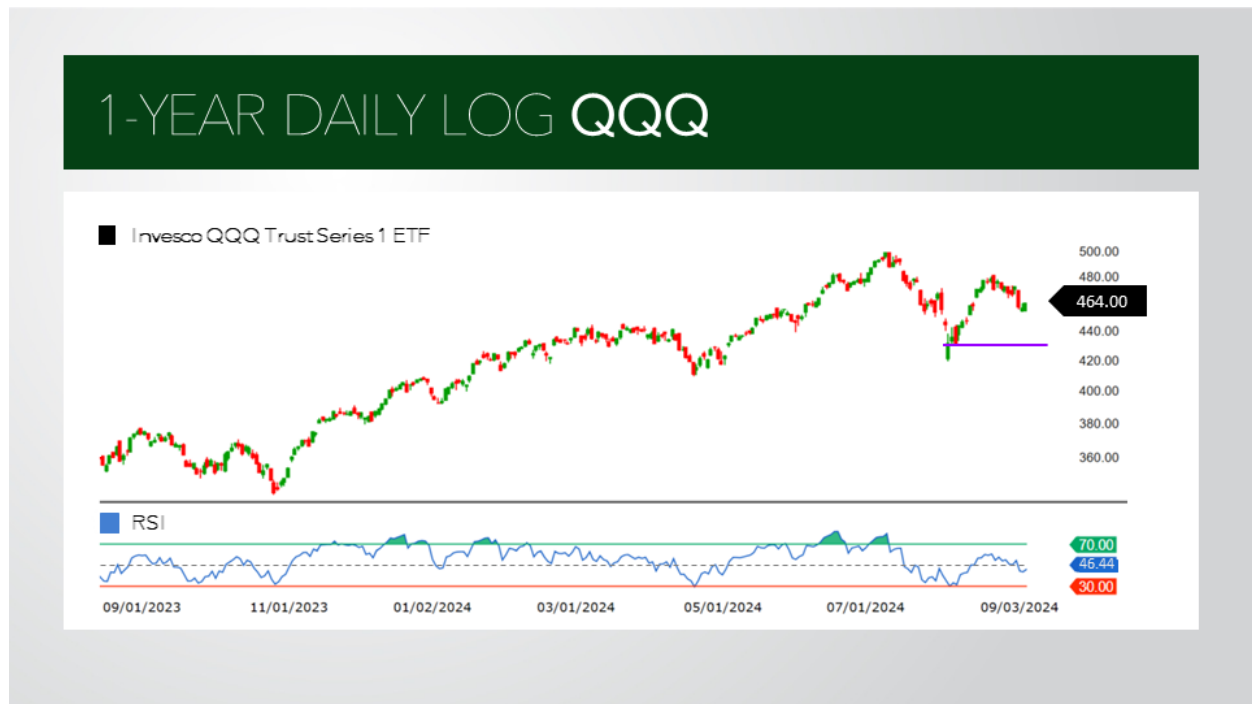 1-YEAR DAILY LOG QQQ
Invesco QQQ Trust Series 1 ETF
500.00
480.00
464.00
440.00
420.00
400.00
380.00
360.00
RSI
70.00
46.44
30.00
09/01/2023 11/01/2023 01/02/2024 03/01/2024 05/01/2024 07/01/2024 09/03/2024